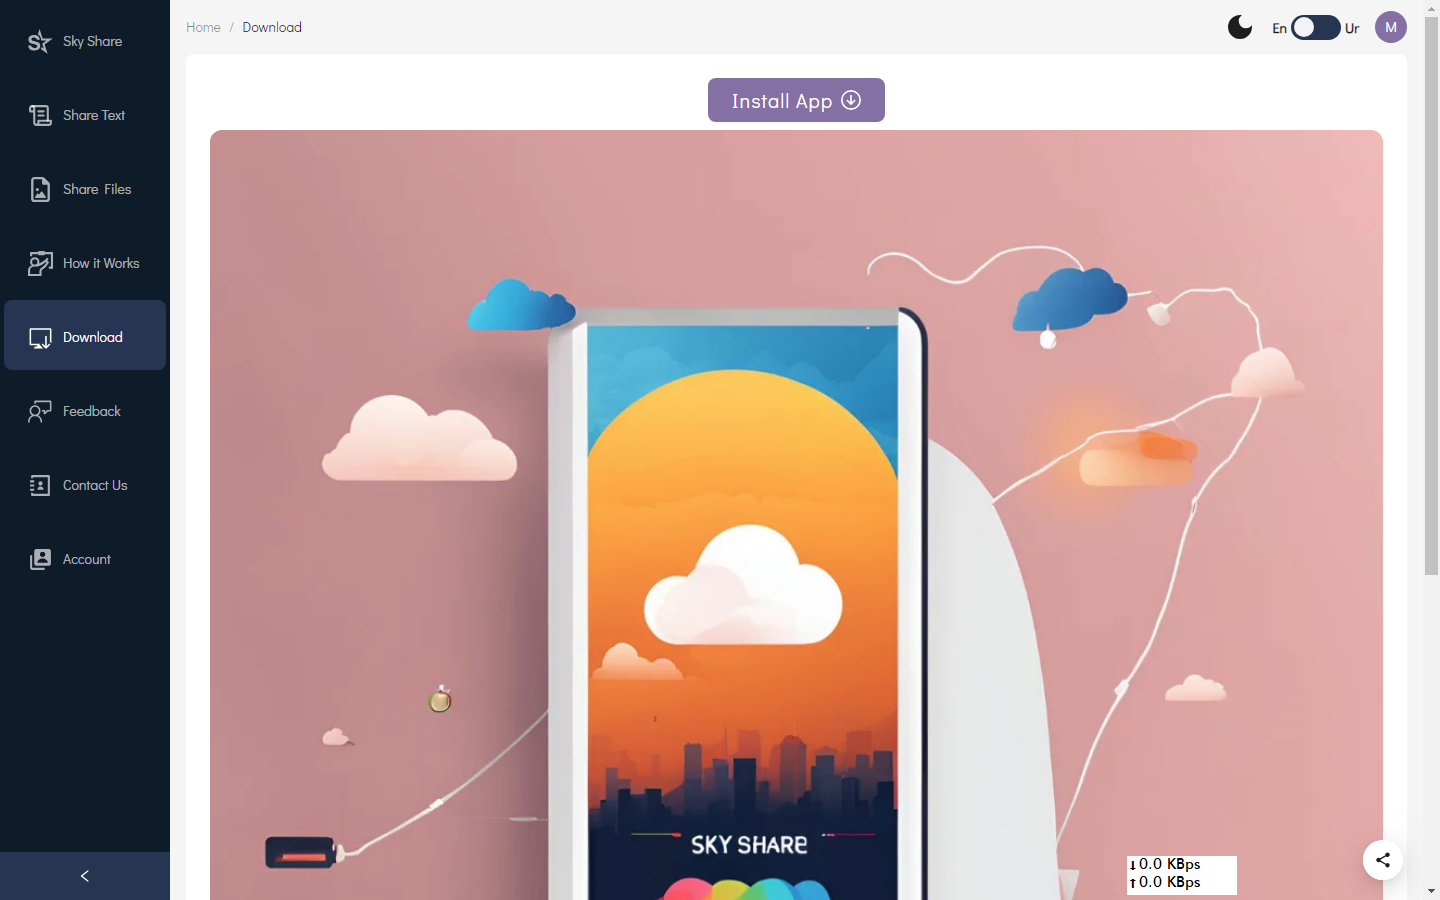 Sky Share
Share Text
Share Files
How it Works
Download
Feedback
Contact Us
Account
Home / Download
En Ur M
Install App
SKY SHARE
↓0.0 KBps
↑0.0 KBps